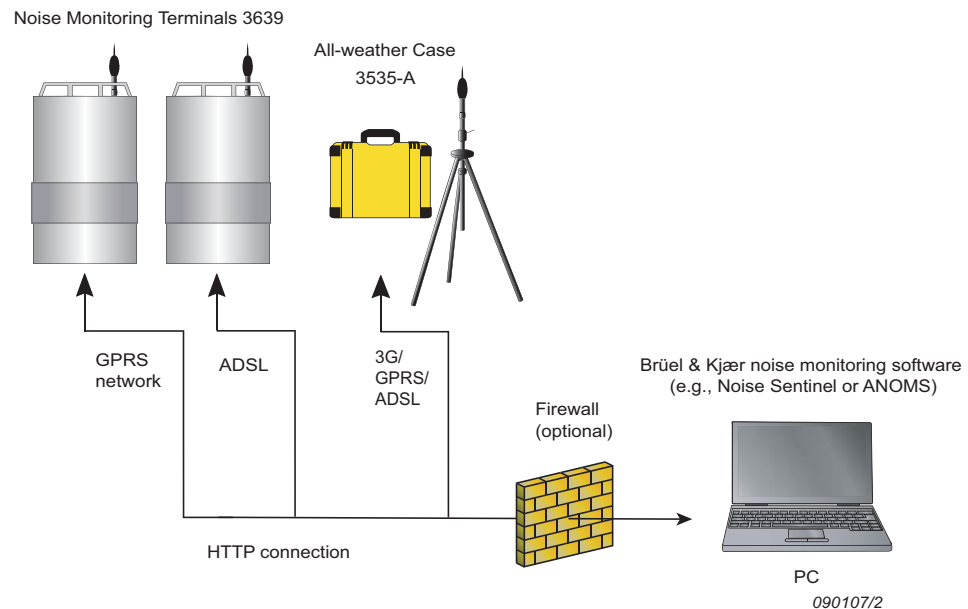 Noise Monitoring Terminals 3639
All-weather Case
3535-A
GPRS
network
ADSL
3G/
GPRS/
ADSL
Firewall
(optional)
Brüel & Kjær noise monitoring software
(e.g., Noise Sentinel or ANOMS)
HTTP connection
PC
090107/2